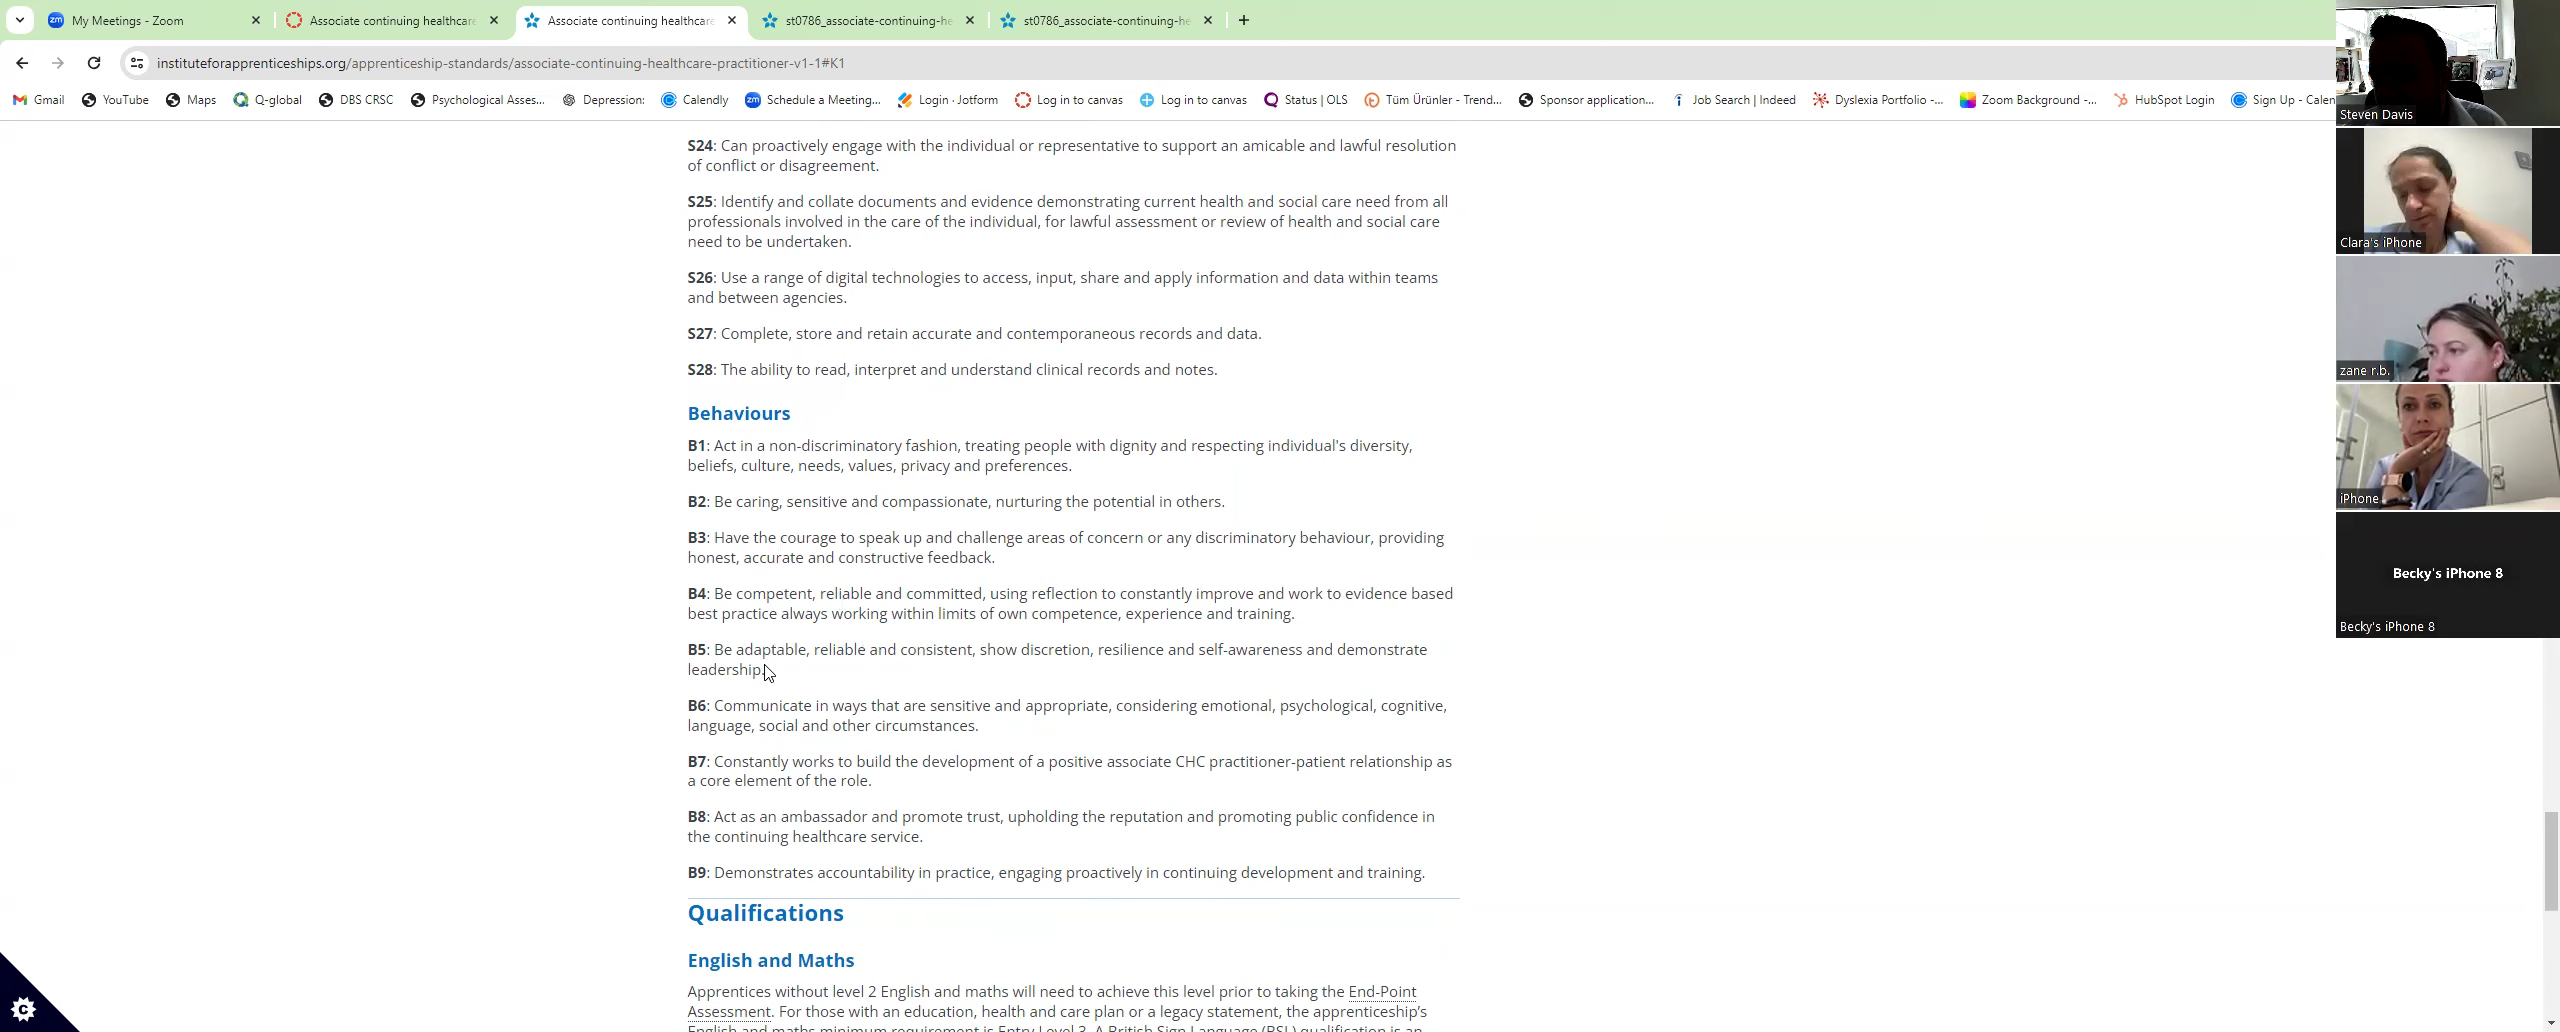 My Meetings - Zoom
Associate continuing healthcare
Associate continuing healthcare
st0786_associate-continuing-he
st0786_associate-continuing-he
instituteforapprenticeships.org/apprenticeship-standards/associate-continuing-healthcare-practitioner-v1-1#K1
Gmail YouTube Maps Q-global DBS CRSC Psychological Asses... Depression: Calendly Schedule a Meeting... Login · Jotform Log in to canvas Log in to canvas Status | OLS Tüm Ürünler - Trend... Sponsor application... Job Search | Indeed Dyslexia Portfolio -... Zoom Background -... HubSpot Login Sign Up - Calen
S24: Can proactively engage with the individual or representative to support an amicable and lawful resolution
of conflict or disagreement.
S25: Identify and collate documents and evidence demonstrating current health and social care need from all
professionals involved in the care of the individual, for lawful assessment or review of health and social care
need to be undertaken.
S26: Use a range of digital technologies to access, input, share and apply information and data within teams
and between agencies.
S27: Complete, store and retain accurate and contemporaneous records and data.
S28: The ability to read, interpret and understand clinical records and notes.
Behaviours
B1: Act in a non-discriminatory fashion, treating people with dignity and respecting individual's diversity,
beliefs, culture, needs, values, privacy and preferences.
B2: Be caring, sensitive and compassionate, nurturing the potential in others.
B3: Have the courage to speak up and challenge areas of concern or any discriminatory behaviour, providing
honest, accurate and constructive feedback.
B4: Be competent, reliable and committed, using reflection to constantly improve and work to evidence based
best practice always working within limits of own competence, experience and training.
B5: Be adaptable, reliable and consistent, show discretion, resilience and self-awareness and demonstrate
leadership.
B6: Communicate in ways that are sensitive and appropriate, considering emotional, psychological, cognitive,
language, social and other circumstances.
B7: Constantly works to build the development of a positive associate CHC practitioner-patient relationship as
a core element of the role.
B8: Act as an ambassador and promote trust, upholding the reputation and promoting public confidence in
the continuing healthcare service.
B9: Demonstrates accountability in practice, engaging proactively in continuing development and training.
Qualifications
English and Maths
Apprentices without level 2 English and maths will need to achieve this level prior to taking the End-Point
Assessment. For those with an education, health and care plan or a legacy statement, the apprenticeship's
English and maths minimum requirement is Entry Level 3. A British Sign Language (BSL) qualification is an
Steven Davis
Clara's iPhone
zane r.b.
iPhone
Becky's iPhone 8
Becky's iPhone 8